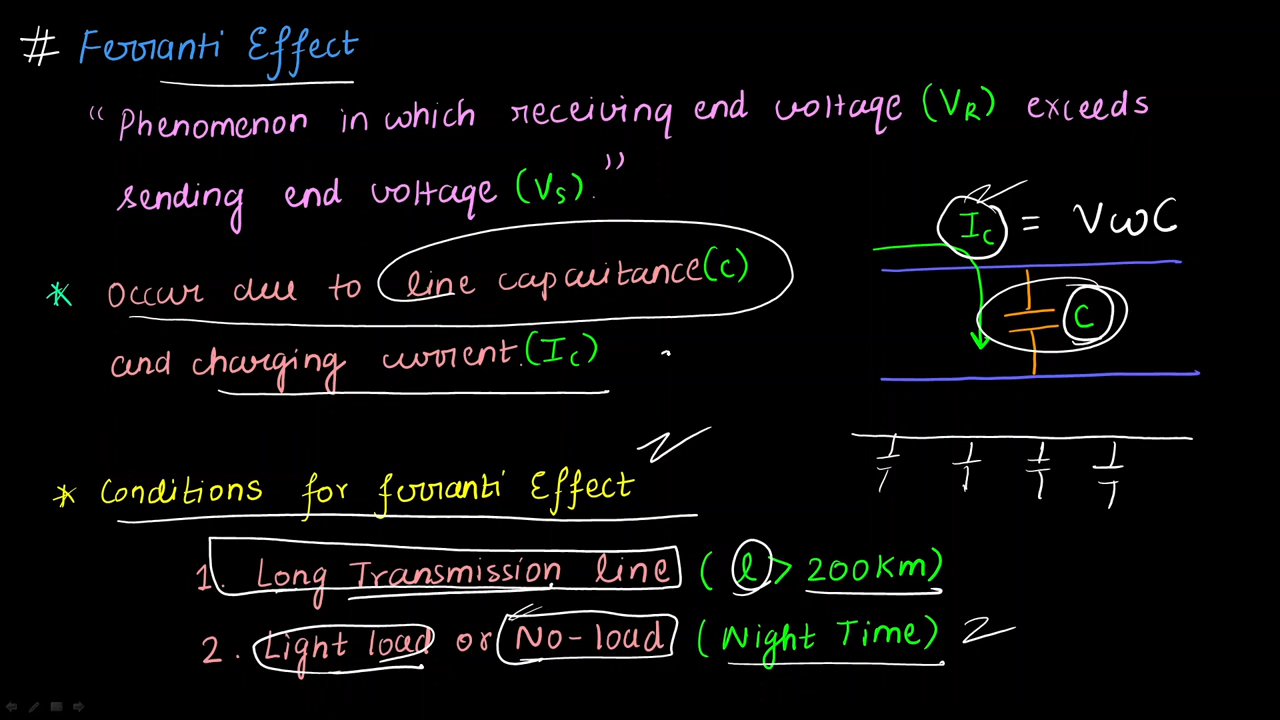 # Ferranti Effect
“Phenomenon in which receiving end voltage (VR) exceeds
sending end voltage (Vs).”
Ic = VωC
* Occur due to line capacitance(c)
and charging current.(Ic)
C
* Conditions for ferranti Effect
1. Long Transmission line (l > 200Km)
2. Light load or No-load (Night Time)